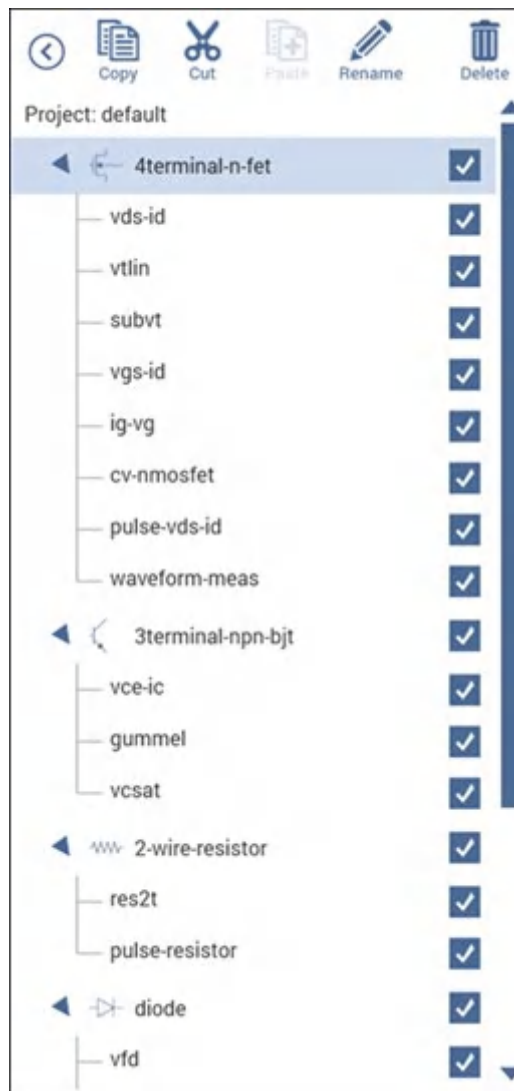 Copy Cut Paste Rename Delete
Project: default
4terminal-n-fet
vds-id
vtlin
subvt
vgs-id
ig-vg
cv-nmosfet
pulse-vds-id
waveform-meas
3terminal-npn-bjt
vce-ic
gummel
vcsat
2-wire-resistor
res2t
pulse-resistor
diode
vfd